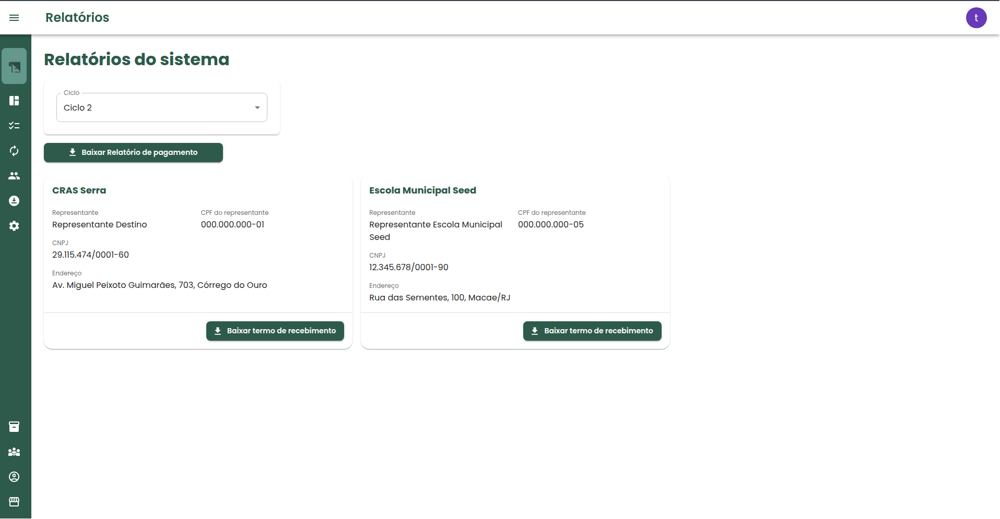 Relatórios
t
Relatórios do sistema
Ciclo
Ciclo 2
Baixar Relatório de pagamento
CRAS Serra
Representante
Representante Destino
CPF do representante
000.000.000-01
CNPJ
29.115.474/0001-60
Endereço
Av. Miguel Peixoto Guimarães, 703, Córrego do Ouro
Baixar termo de recebimento
Escola Municipal Seed
Representante
Representante Escola Municipal
Seed
CPF do representante
000.000.000-05
CNPJ
12.345.678/0001-90
Endereço
Rua das Sementes, 100, Macae/RJ
Baixar termo de recebimento